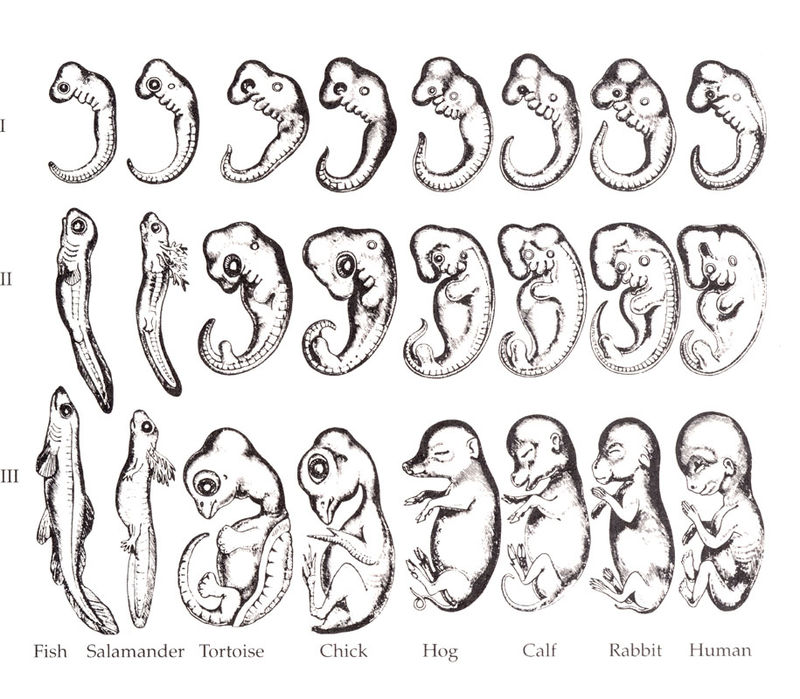 I
II
III
Fish Salamander Tortoise Chick Hog Calf Rabbit Human